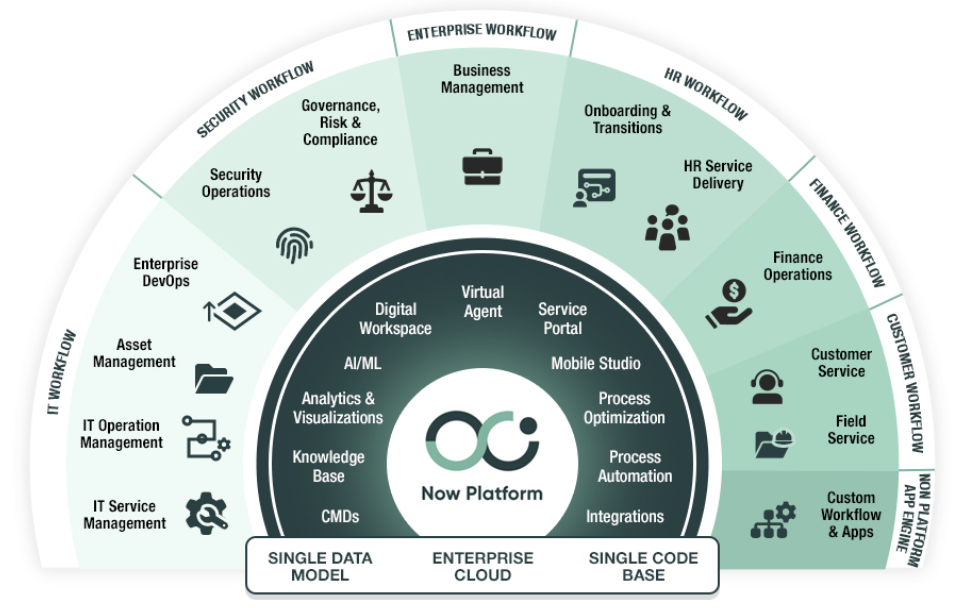 ENTERPRISE WORKFLOW
SECURITY WORKFLOW
HR WORKFLOW
FINANCE WORKFLOW
CUSTOMER WORKFLOW
NON PLATFORM
APP ENGINE
IT WORKFLOW
Business
Management
Governance,
Risk &
Compliance
Security
Operations
Onboarding &
Transitions
HR Service
Delivery
Enterprise
DevOps
Finance
Operations
Asset
Management
Customer
Service
IT Operation
Management
Field
Service
IT Service
Management
Custom
Workflow
& Apps
Virtual
Agent
Digital
Workspace
Service
Portal
AI/ML
Mobile Studio
Analytics &
Visualizations
Process
Optimization
Knowledge
Base
Process
Automation
CMDs
Integrations
$
Now Platform
SINGLE DATA
MODEL
ENTERPRISE
CLOUD
SINGLE CODE
BASE